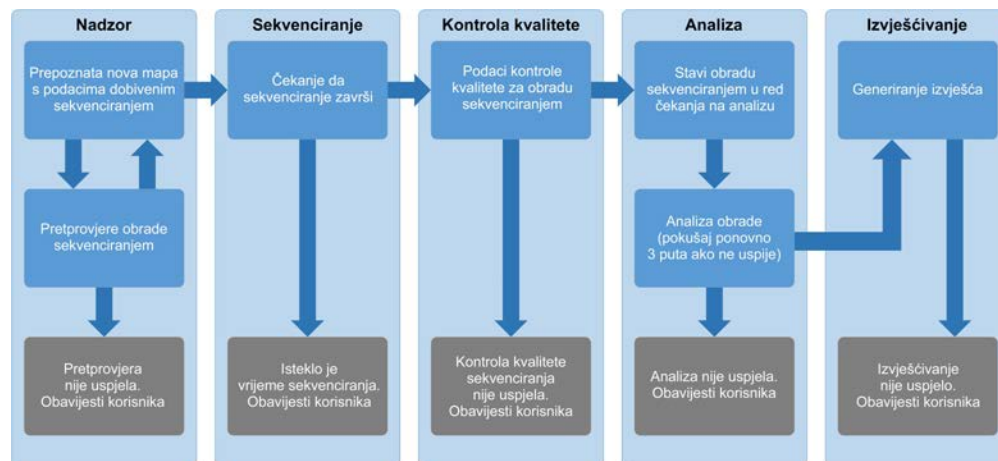 Nadzor
Prepoznata nova mapa
s podacima dobivenim
sekvenciranjem
Pretprovjere obrade
sekvenciranjem
Pretprovjera
nije uspjela.
Obavijesti korisnika
Sekvenciranje
Čekanje da
sekvenciranje završi
Isteklo je
vrijeme sekvenciranja.
Obavijesti korisnika
Kontrola kvalitete
Podaci kontrole
kvalitete za obradu
sekvenciranjem
Kontrola kvalitete
sekvenciranja
nije uspjela.
Obavijesti korisnika
Analiza
Stavi obradu
sekvenciranjem u red
čekanja na analizu
Analiza obrade
(pokušaj ponovno
3 puta ako ne uspije)
Analiza nije uspjela.
Obavijesti korisnika
Izvješćivanje
Generiranje izvješća
Izvješćivanje
nije uspjelo.
Obavijesti korisnika